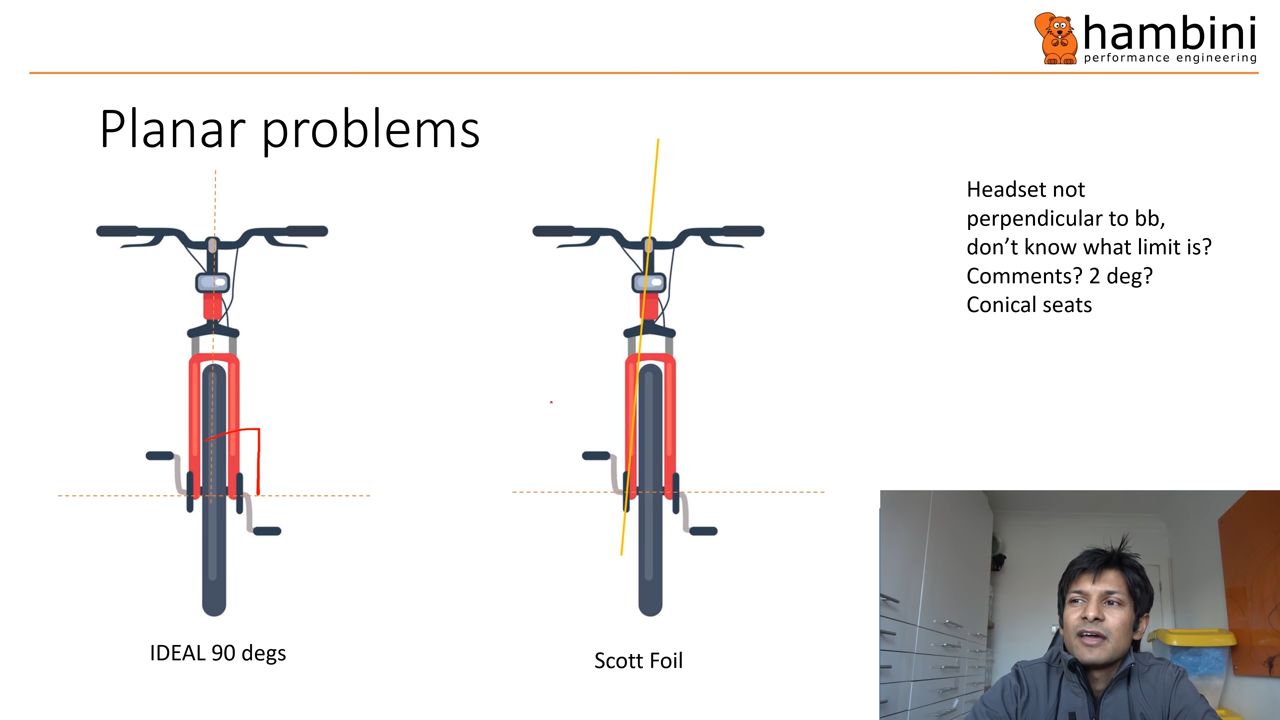 hambini
performance engineering
Planar problems
Headset not
perpendicular to bb,
don’t know what limit is?
Comments? 2 deg?
Conical seats
IDEAL 90 degs
Scott Foil